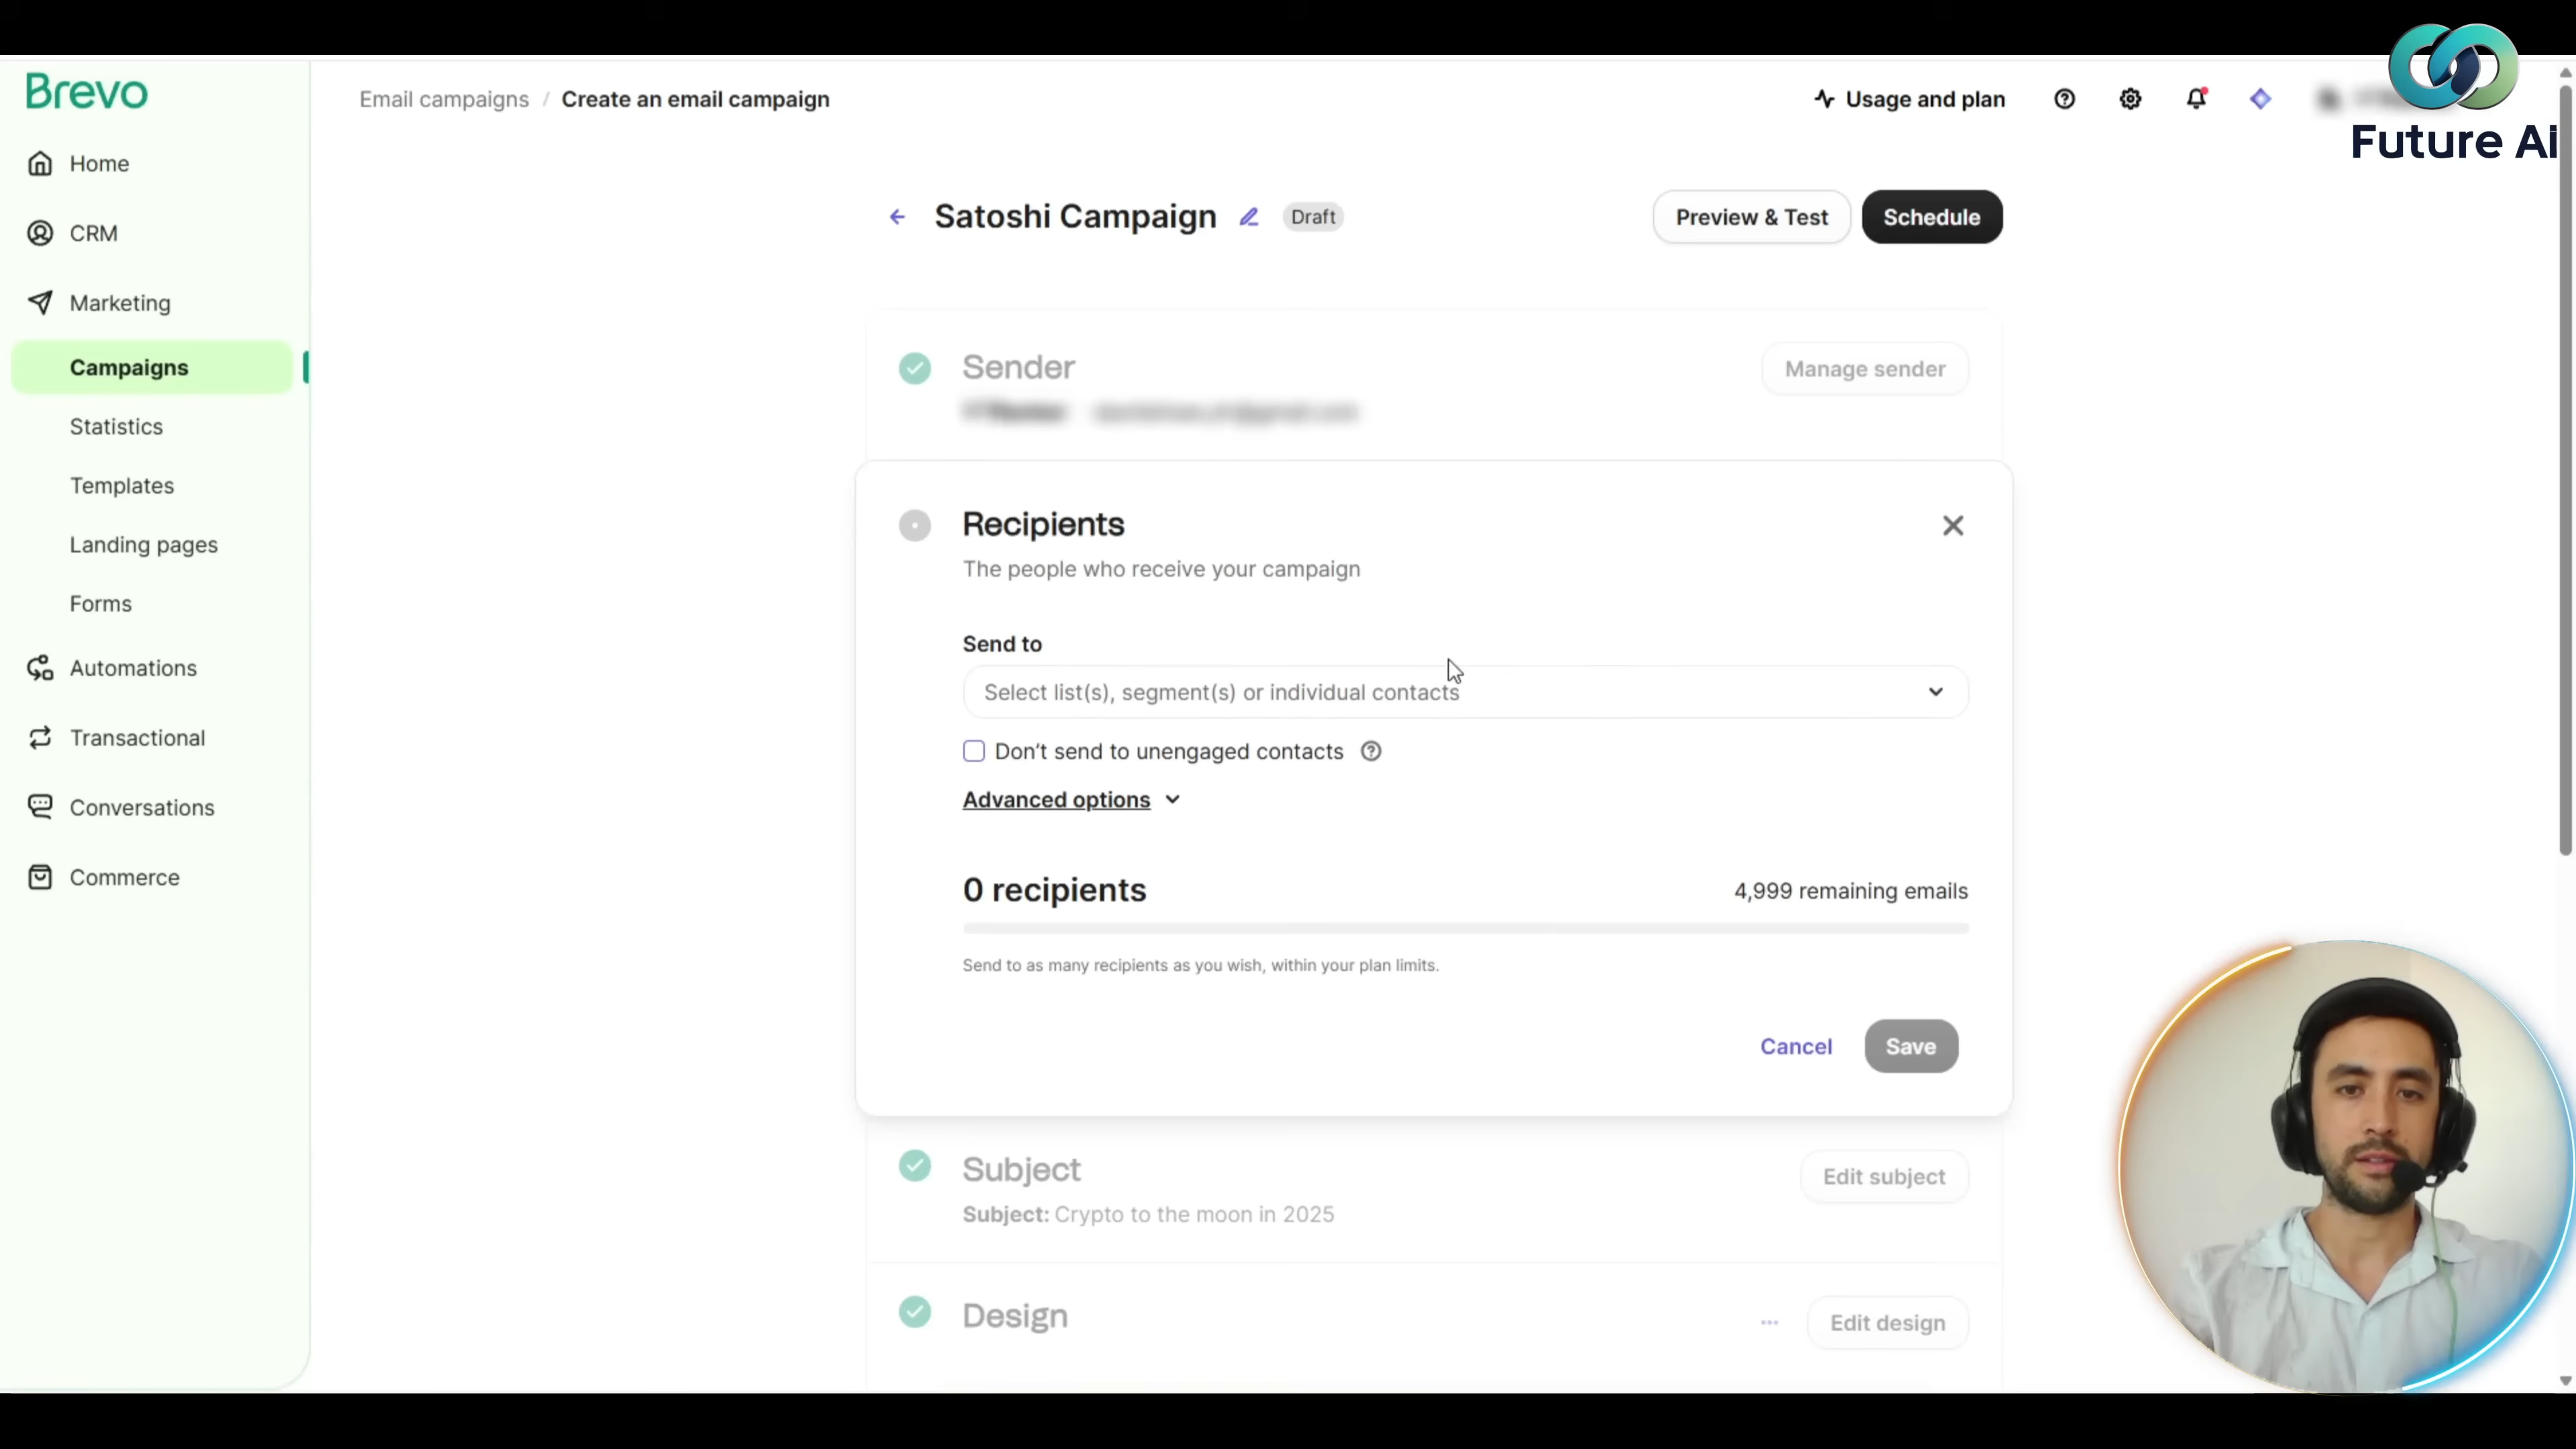 Brevo
Email campaigns / Create an email campaign
Usage and plan
Future Ai
Home
CRM
Marketing
Campaigns
Statistics
Templates
Landing pages
Forms
Automations
Transactional
Conversations
Commerce
Satoshi Campaign
Draft
Preview & Test
Schedule
Sender
Manage sender
Recipients
The people who receive your campaign
Send to
Select list(s), segment(s) or individual contacts
Don't send to unengaged contacts
Advanced options
0 recipients
4,999 remaining emails
Send to as many recipients as you wish, within your plan limits.
Cancel
Save
Subject
Edit subject
Subject: Crypto to the moon in 2025
Design
Edit design